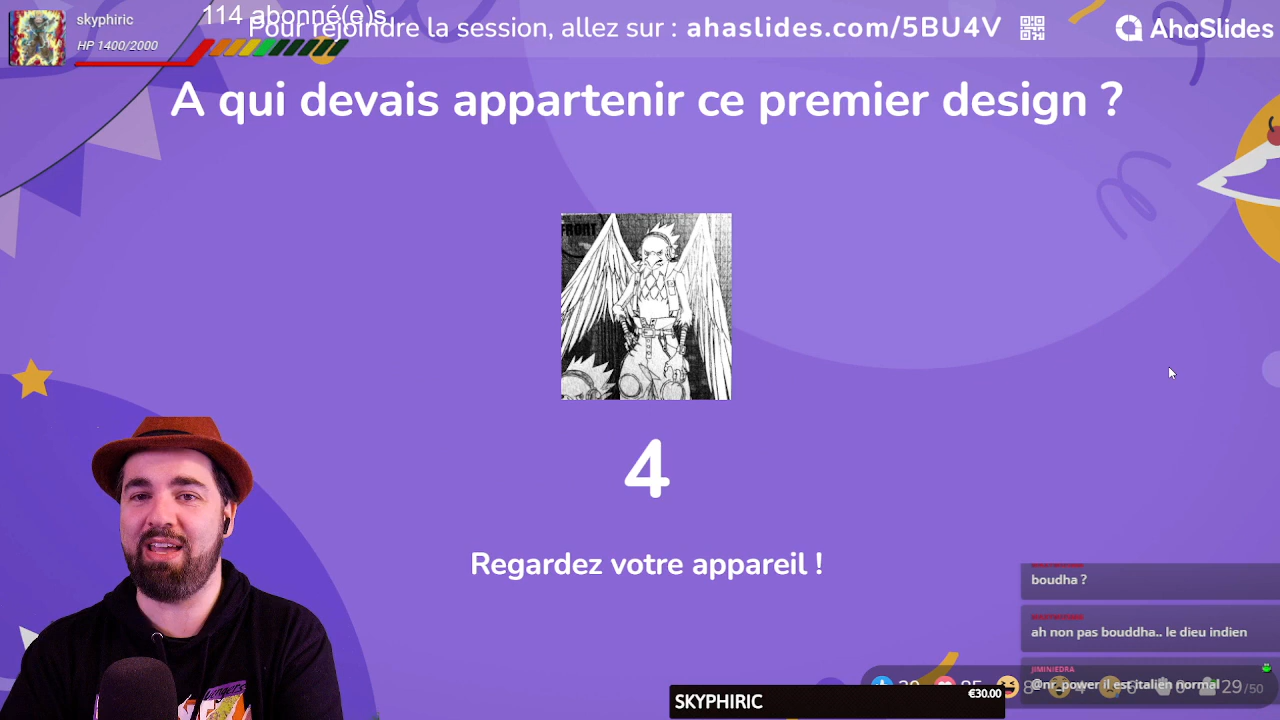 114 abonné(e)s
skyphiric
HP 1400/2000
Pour rejoindre la session, allez sur : ahaslides.com/5BU4V
AhaSlides
A qui devais appartenir ce premier design ?
FRONT
4
Regardez votre appareil !
boudha ?
ah non pas bouddha.. le dieu indien
JIMINIEDRA
@nr_power il est italien normal
29/50
SKYPHIRIC
€30.00